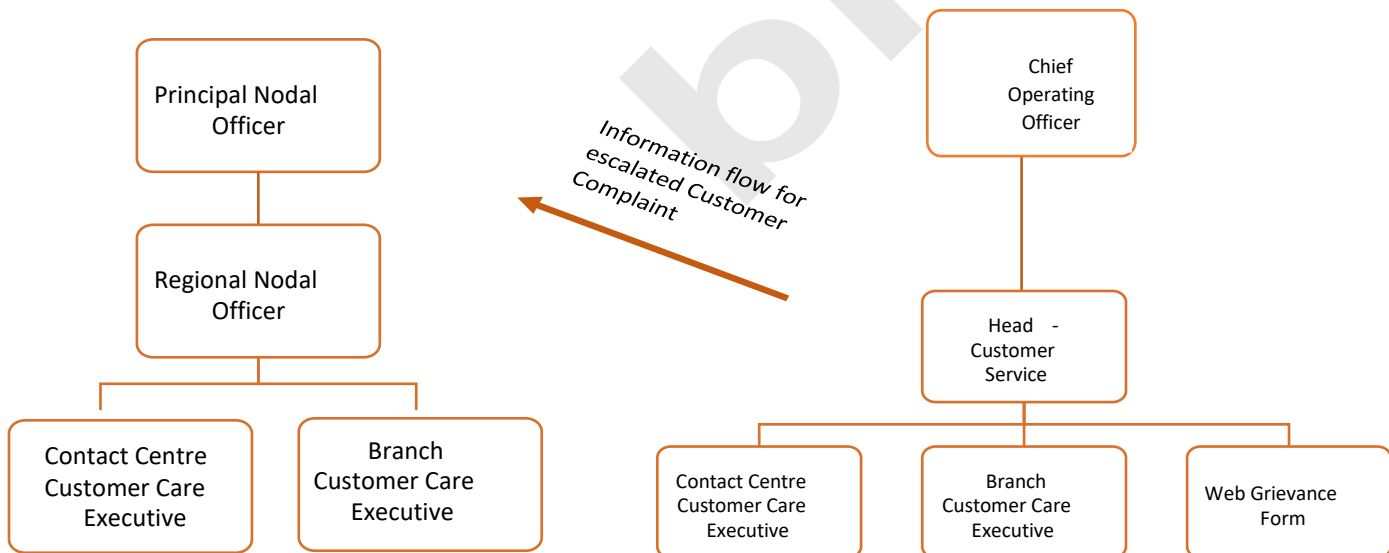 Principal Nodal
Officer
Regional Nodal
Officer
Contact Centre
Customer Care
Executive
Branch
Customer Care
Executive
Information flow for
escalated Customer
Complaint
Chief
Operating
Officer
Head -
Customer
Service
Contact Centre
Customer Care
Executive
Branch
Customer Care
Executive
Web Grievance
Form